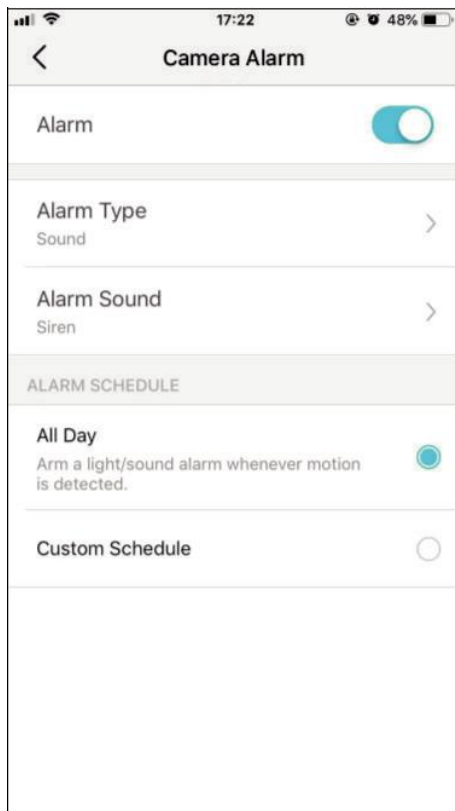 17:22
48%
Camera Alarm
Alarm
Alarm Type
Sound
Alarm Sound
Siren
ALARM SCHEDULE
All Day
Arm a light/sound alarm whenever motion
is detected.
Custom Schedule